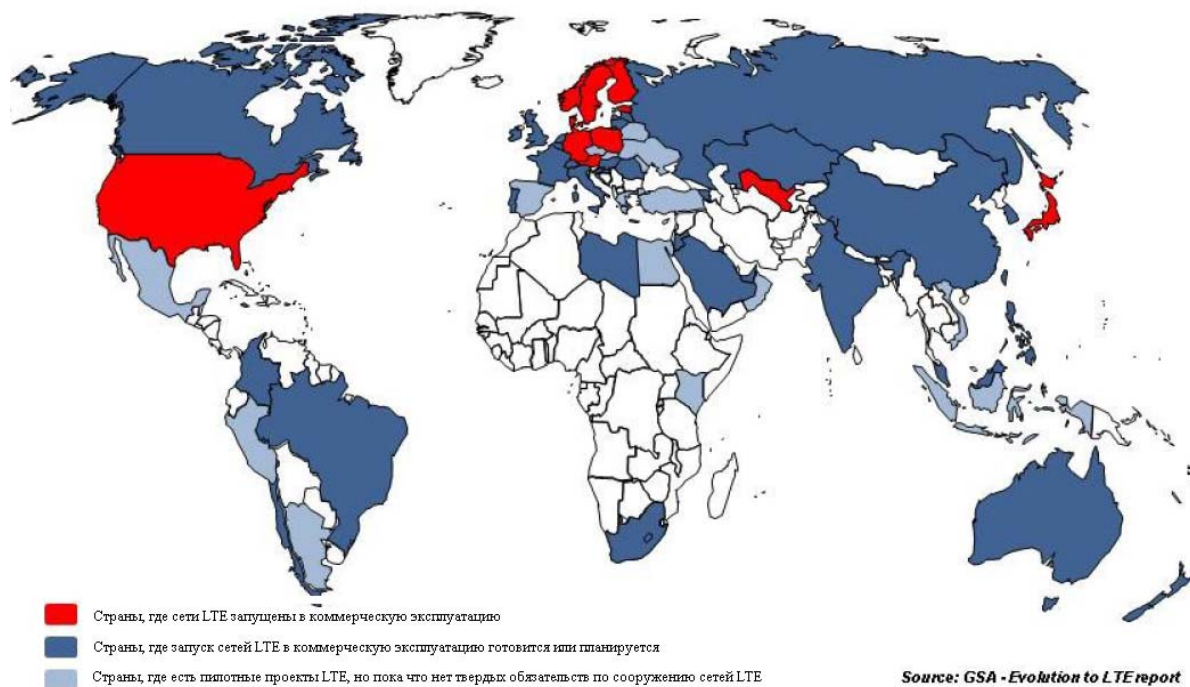 Страны, где сети LTE запущены в коммерческую эксплуатацию
Страны, где запуск сетей LTE в коммерческую эксплуатацию готовится или планируется
Страны, где есть пилотные проекты LTE, но пока что нет твердых обязательств по сооружению сетей LTE
Source: GSA - Evolution to LTE report